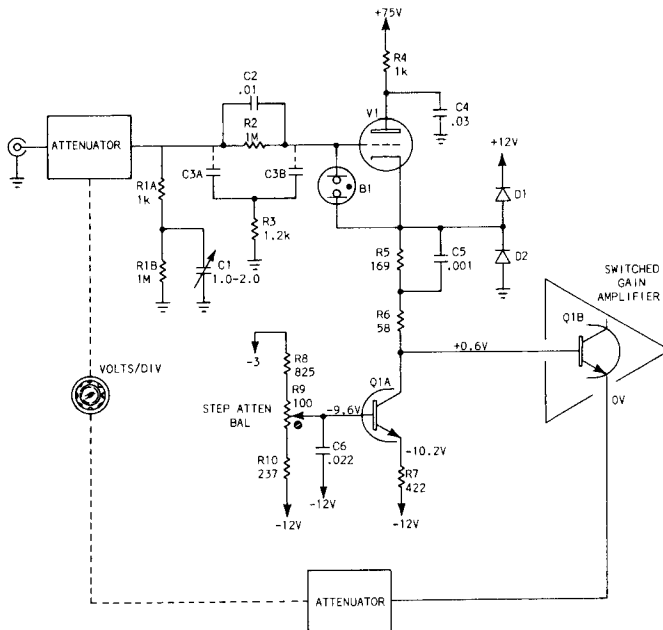 +75V
R4
1k
C2
.01
V1
C4
.03
R2
1M
ATTENUATOR
+12V
C3A
C3B
B1
D1
R1A
1k
R3
1.2k
R5
169
C5
.001
D2
R1B
1M
C1
1.0-2.0
SWITCHED
GAIN
AMPLIFIER
R6
58
Q1B
+0.6V
-3
R8
825
VOLTS/DIV
R9
100
Q1A
0V
STEP ATTEN
BAL
-9.6V
C6
.022
-10.2V
R10
237
R7
422
-12V
-12V
-12V
ATTENUATOR